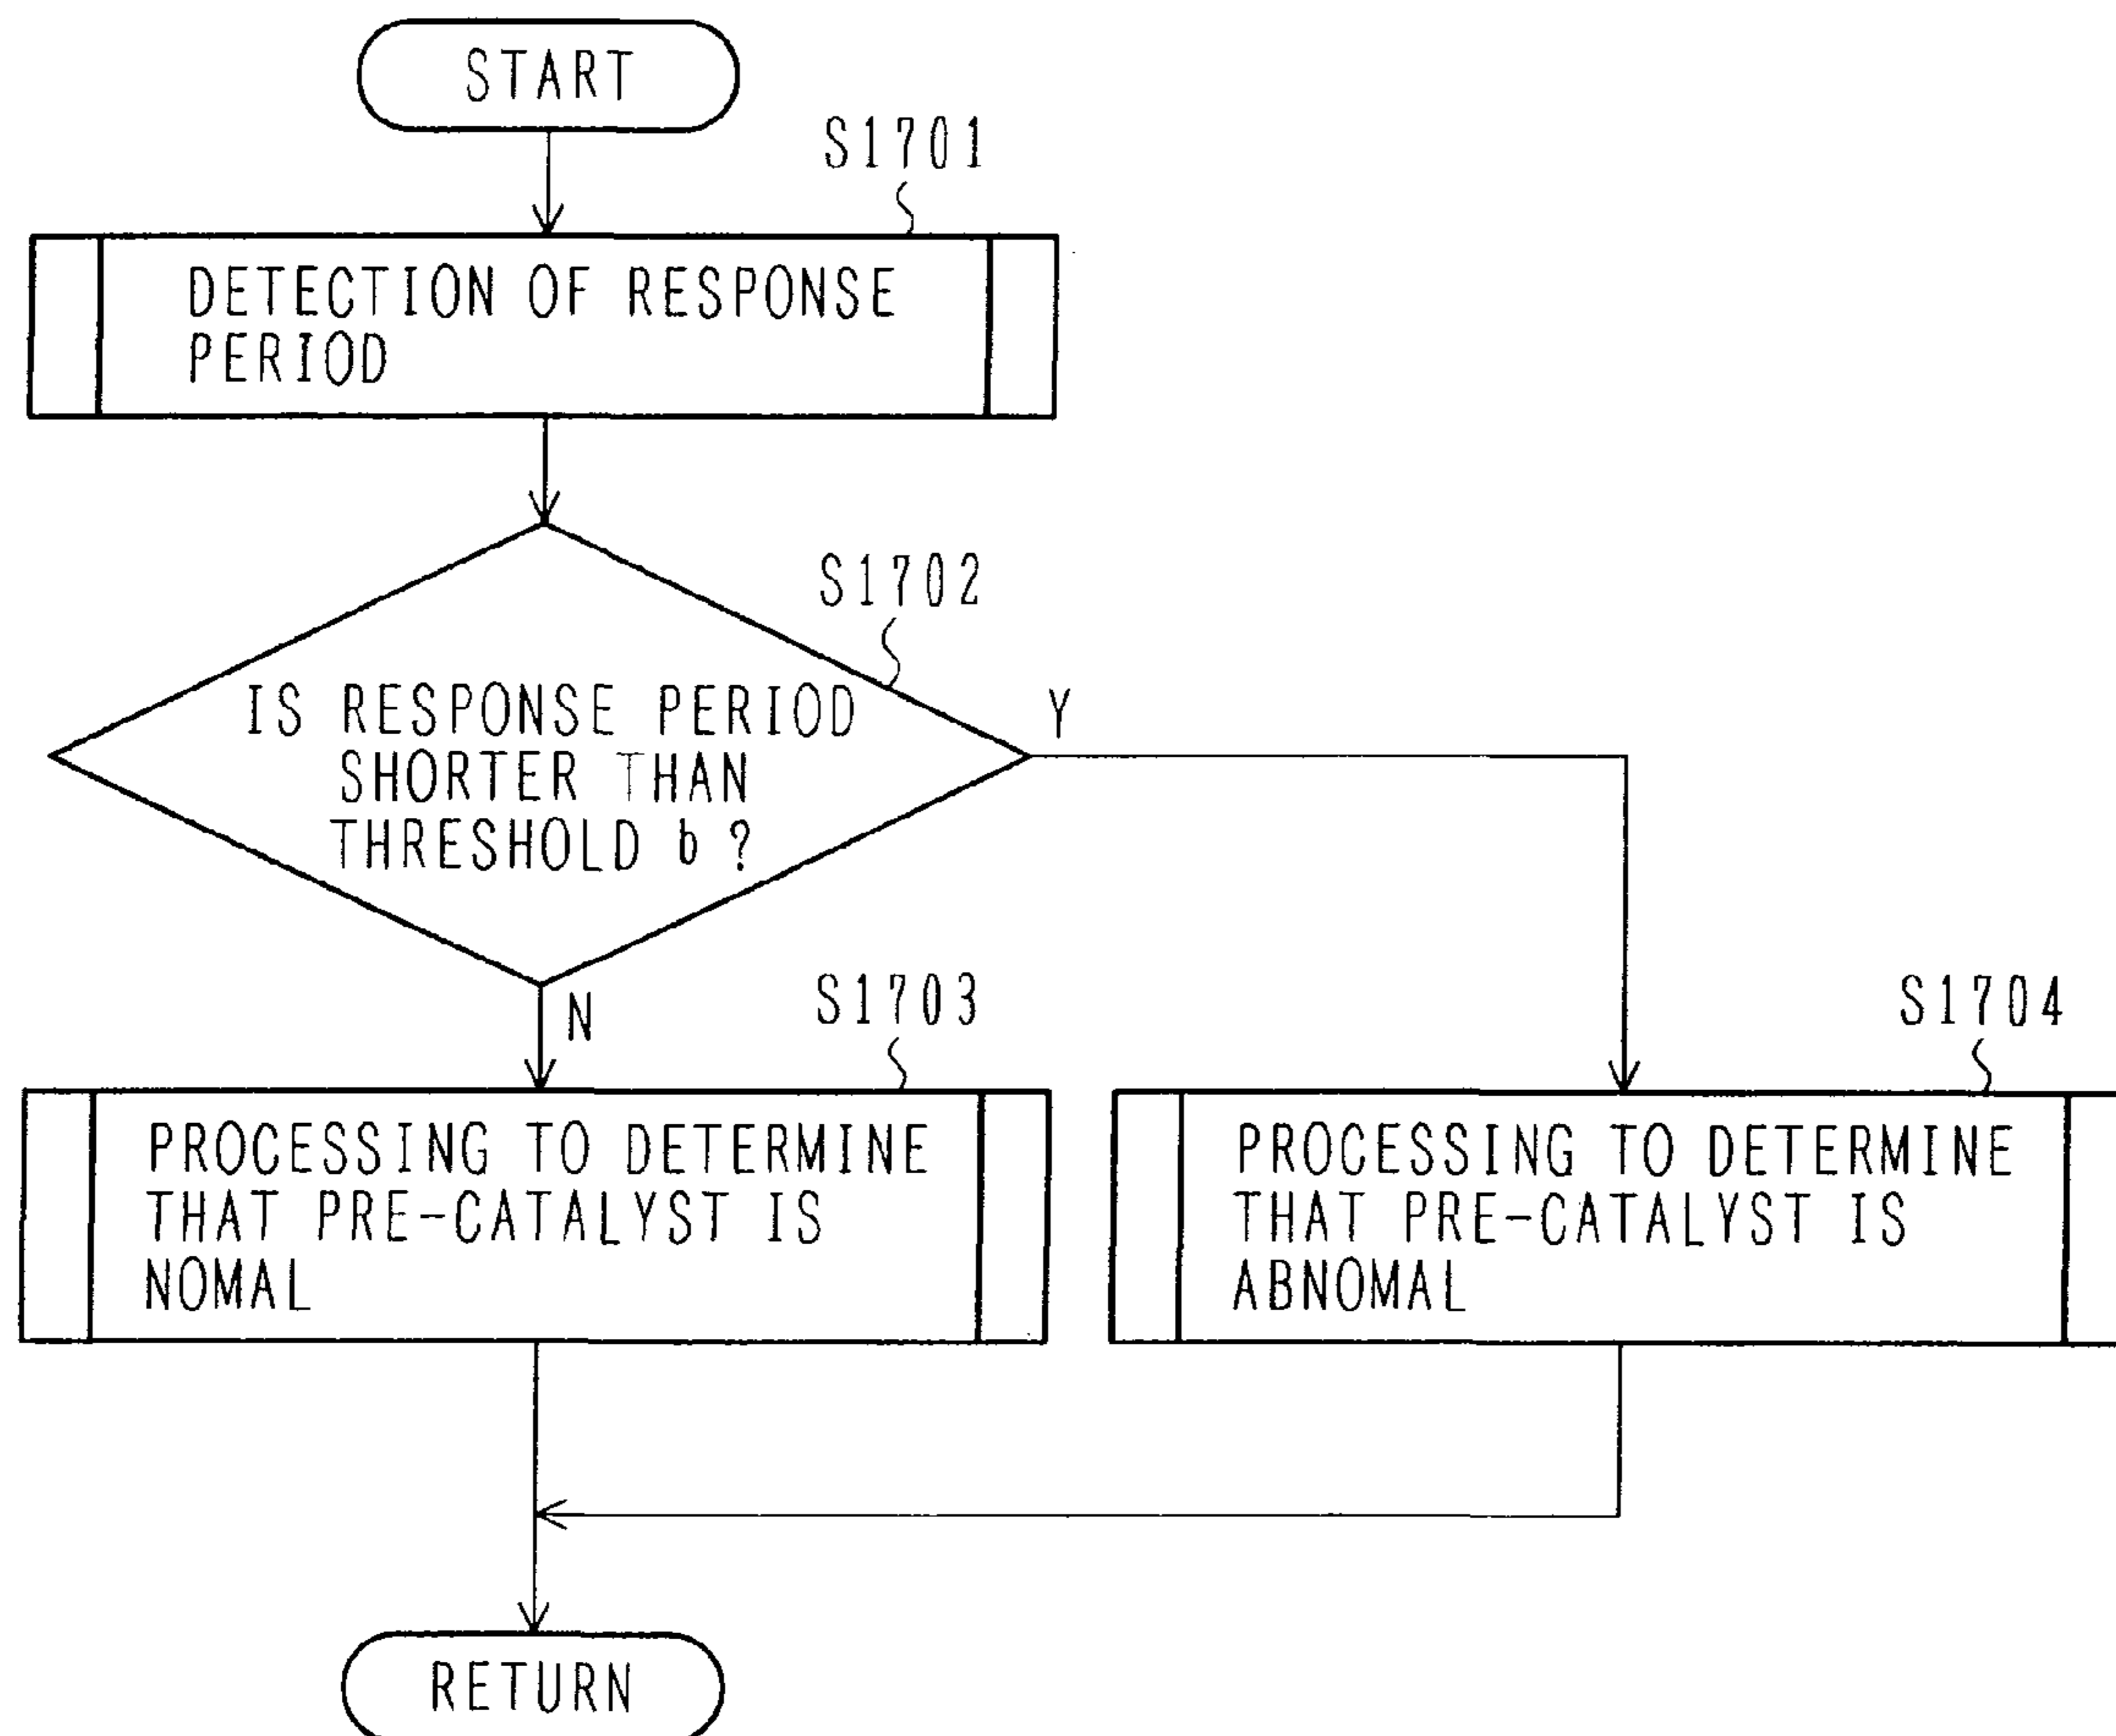 START
S1701
DETECTION OF RESPONSE
PERIOD
S1702
IS RESPONSE PERIOD
SHORTER THAN
THRESHOLD b ?
Y
N
S1703
PROCESSING TO DETERMINE
THAT PRE-CATALYST IS
NOMAL
S1704
PROCESSING TO DETERMINE
THAT PRE-CATALYST IS
ABNOMAL
RETURN